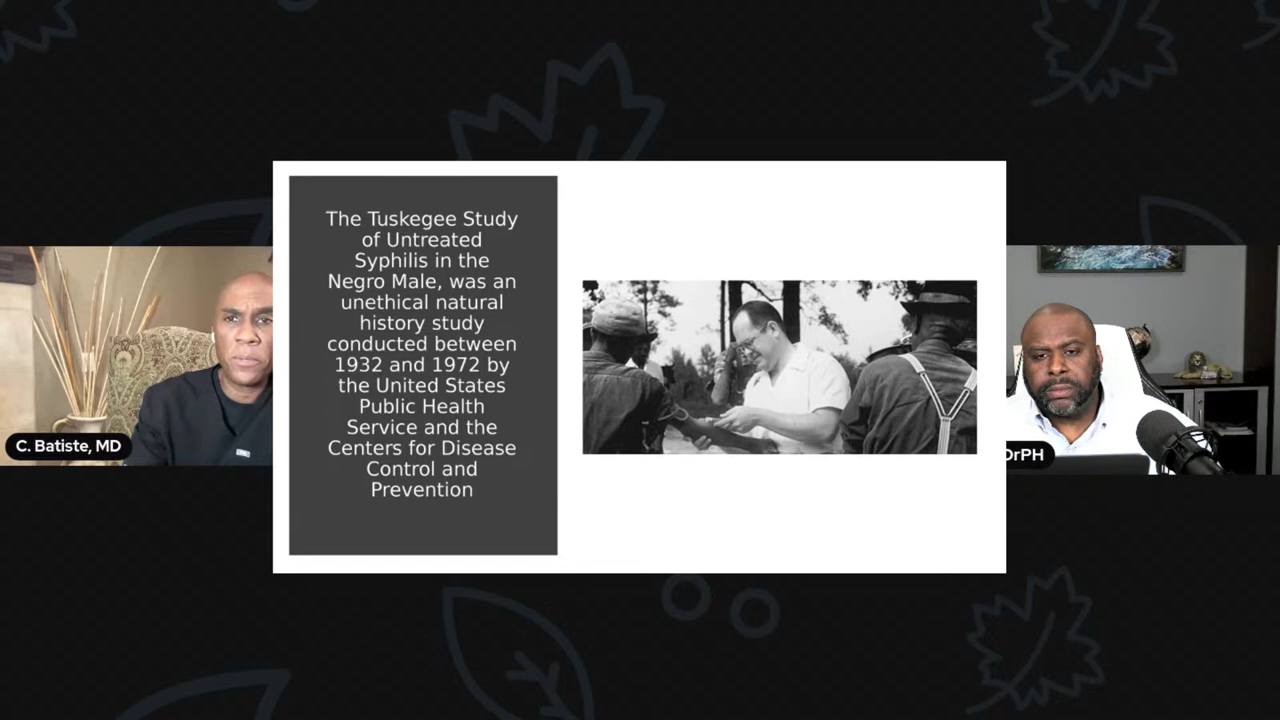 The Tuskegee Study
of Untreated
Syphilis in the
Negro Male, was an
unethical natural
history study
conducted between
1932 and 1972 by
the United States
Public Health
Service and the
Centers for Disease
Control and
Prevention
C. Batiste, MD
DrPH